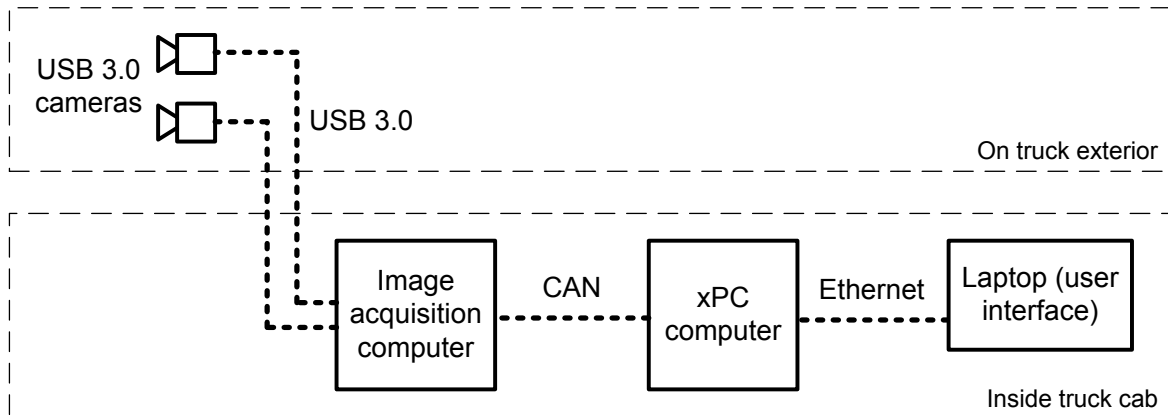 USB 3.0
cameras
USB 3.0
On truck exterior
Image
acquisition
computer
CAN
xPC
computer
Ethernet
Laptop (user
interface)
Inside truck cab